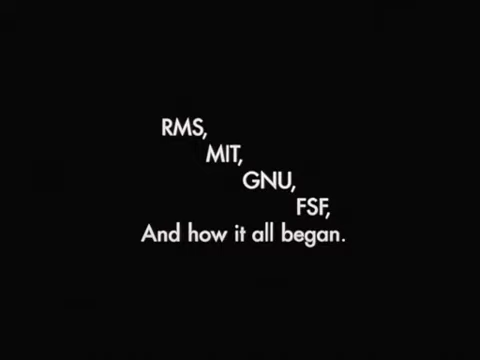 RMS,
MIT,
GNU,
FSF,
And how it all began.